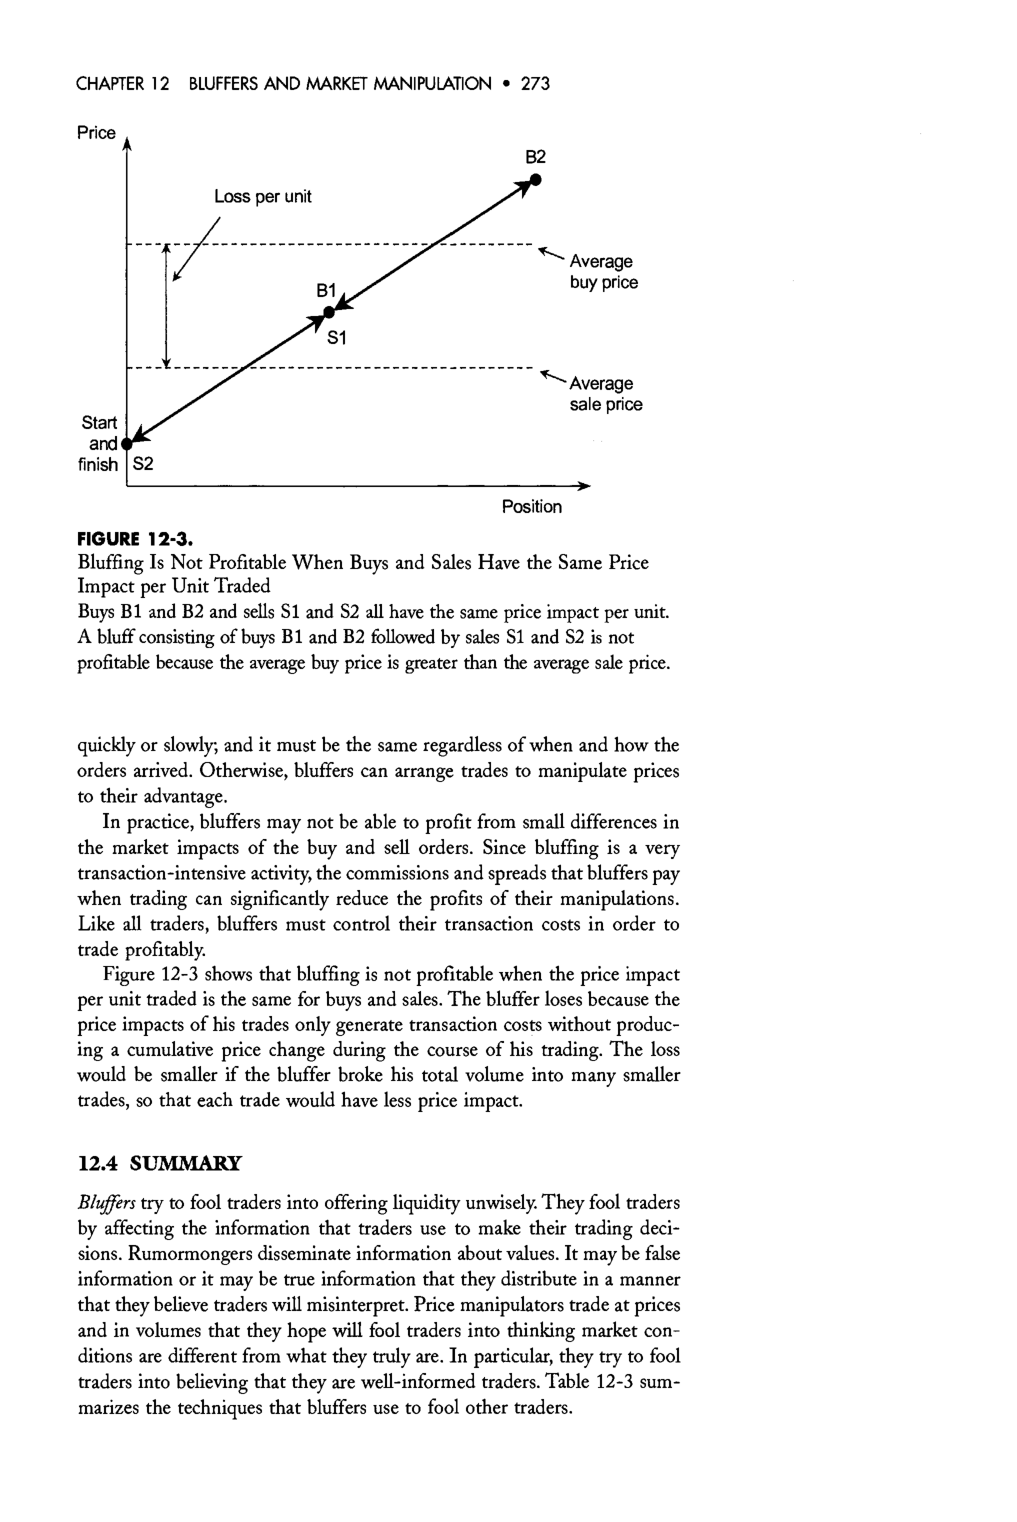 CHAPTER 12 BLUFFERS AND MARKET MANIPULATION • 273
Price
B2
Loss per unit
Average
buy price
B1
S1
Average
sale price
Start
and
finish
S2
Position
FIGURE 12-3.
Bluffing Is Not Profitable When Buys and Sales Have the Same Price
Impact per Unit Traded
Buys B1 and B2 and sells S1 and S2 all have the same price impact per unit.
A bluff consisting of buys B1 and B2 followed by sales S1 and S2 is not
profitable because the average buy price is greater than the average sale price.
quickly or slowly; and it must be the same regardless of when and how the
orders arrived. Otherwise, bluffers can arrange trades to manipulate prices
to their advantage.
In practice, bluffers may not be able to profit from small differences in
the market impacts of the buy and sell orders. Since bluffing is a very
transaction-intensive activity, the commissions and spreads that bluffers pay
when trading can significantly reduce the profits of their manipulations.
Like all traders, bluffers must control their transaction costs in order to
trade profitably.
Figure 12-3 shows that bluffing is not profitable when the price impact
per unit traded is the same for buys and sales. The bluffer loses because the
price impacts of his trades only generate transaction costs without produc-
ing a cumulative price change during the course of his trading. The loss
would be smaller if the bluffer broke his total volume into many smaller
trades, so that each trade would have less price impact.
12.4 SUMMARY
Bluffers try to fool traders into offering liquidity unwisely. They fool traders
by affecting the information that traders use to make their trading deci-
sions. Rumormongers disseminate information about values. It may be false
information or it may be true information that they distribute in a manner
that they believe traders will misinterpret. Price manipulators trade at prices
and in volumes that they hope will fool traders into thinking market con-
ditions are different from what they truly are. In particular, they try to fool
traders into believing that they are well-informed traders. Table 12-3 sum-
marizes the techniques that bluffers use to fool other traders.